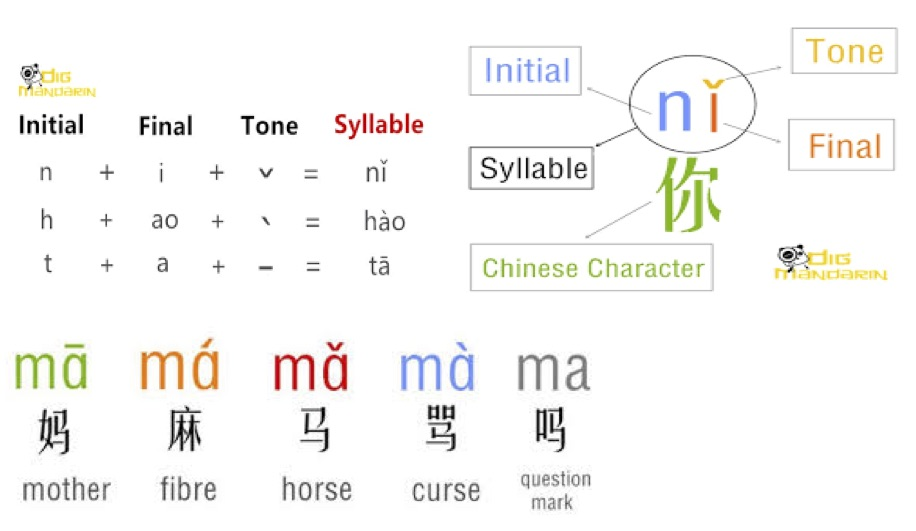 DIG
MANDARIN
Initial Final Tone Syllable
n + i + ˇ = nǐ
h + ao + ˋ = hào
t + a + ˉ = tā
Initial
Tone
nǐ
Syllable
Final
你
Chinese Character
DIG
MANDARIN
mā má mǎ mà ma
妈 麻 马 骂 吗
mother fibre horse curse question
mark